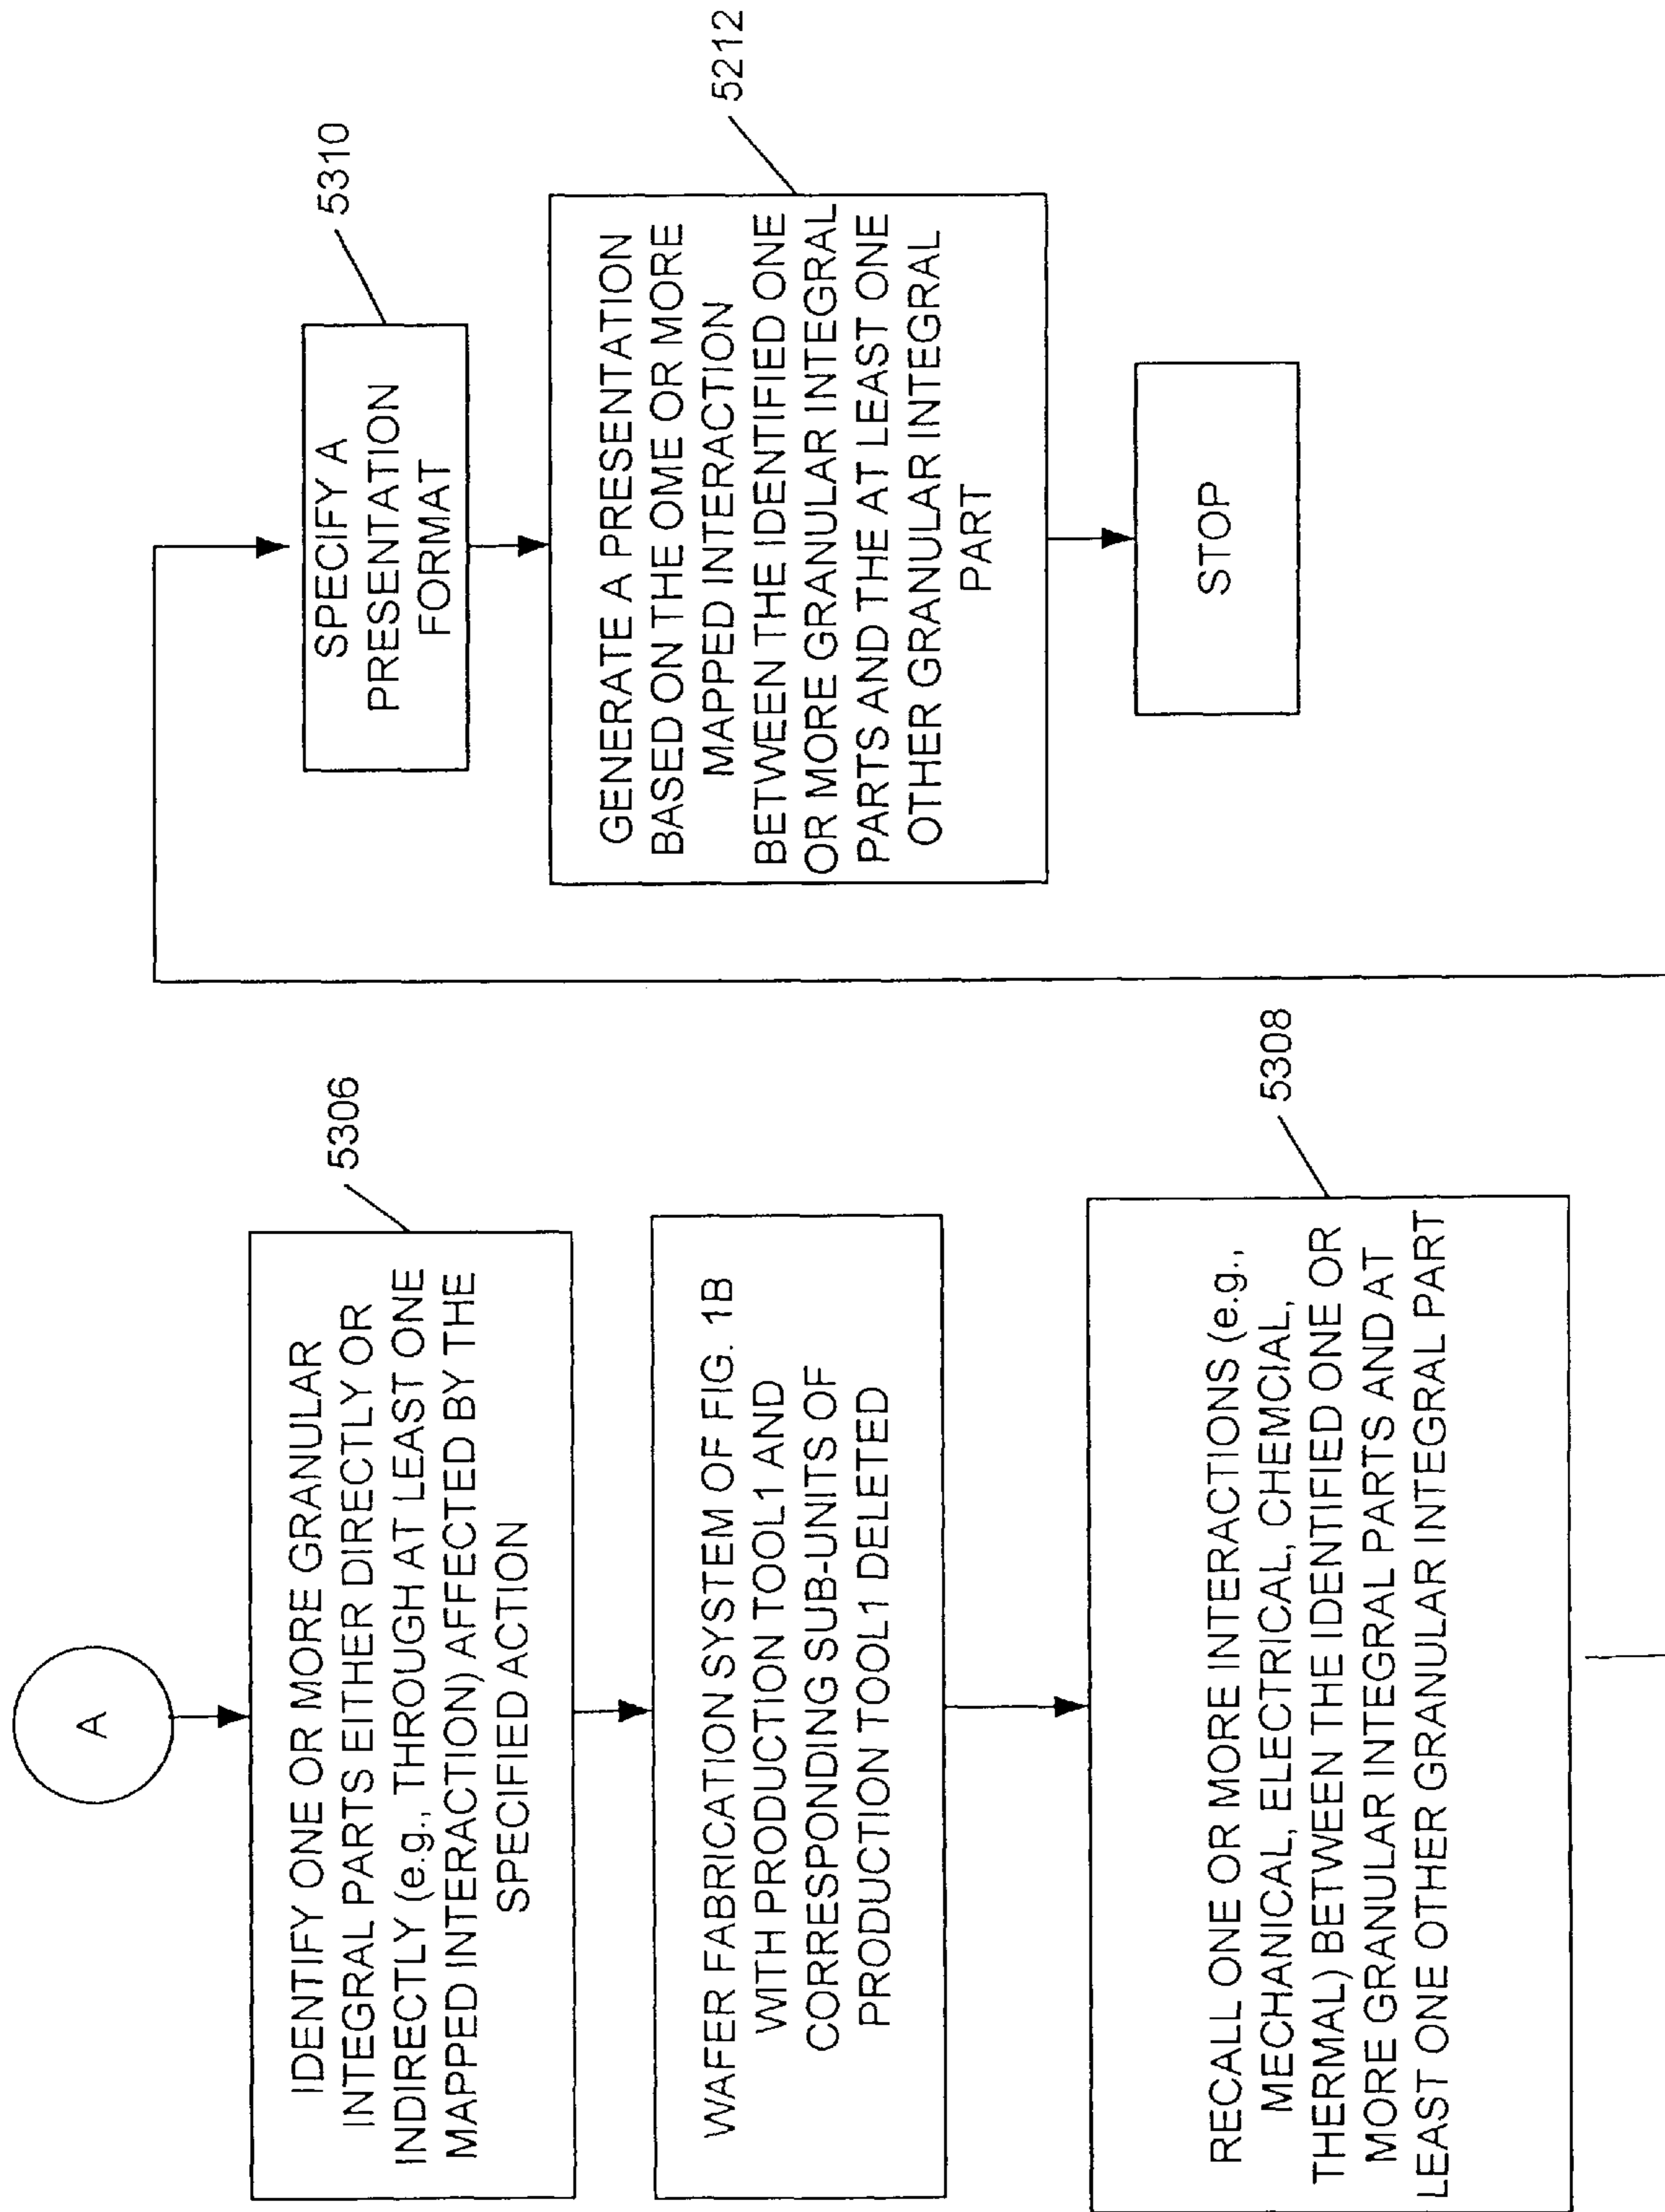 A
5306
IDENTIFY ONE OR MORE GRANULAR
INTEGRAL PARTS EITHER DIRECTLY OR
INDIRECTLY (e.g., THROUGH AT LEAST ONE
MAPPED INTERACTION) AFFECTED BY THE
SPECIFIED ACTION
WAFER FABRICATION SYSTEM OF FIG. 1B
WITH PRODUCTION TOOL1 AND
CORRESPONDING SUB-UNITS OF
PRODUCTION TOOL1 DELETED
5308
RECALL ONE OR MORE INTERACTIONS (e.g.,
MECHANICAL, ELECTRICAL, CHEMCIAL,
THERMAL) BETWEEN THE IDENTIFIED ONE OR
MORE GRANULAR INTEGRAL PARTS AND AT
LEAST ONE OTHER GRANULAR INTEGRAL PART
5310
SPECIFY A
PRESENTATION
FORMAT
5212
GENERATE A PRESENTATION
BASED ON THE OME OR MORE
MAPPED INTERACTION
BETWEEN THE IDENTIFIED ONE
OR MORE GRANULAR INTEGRAL
PARTS AND THE AT LEAST ONE
OTHER GRANULAR INTEGRAL
PART
STOP